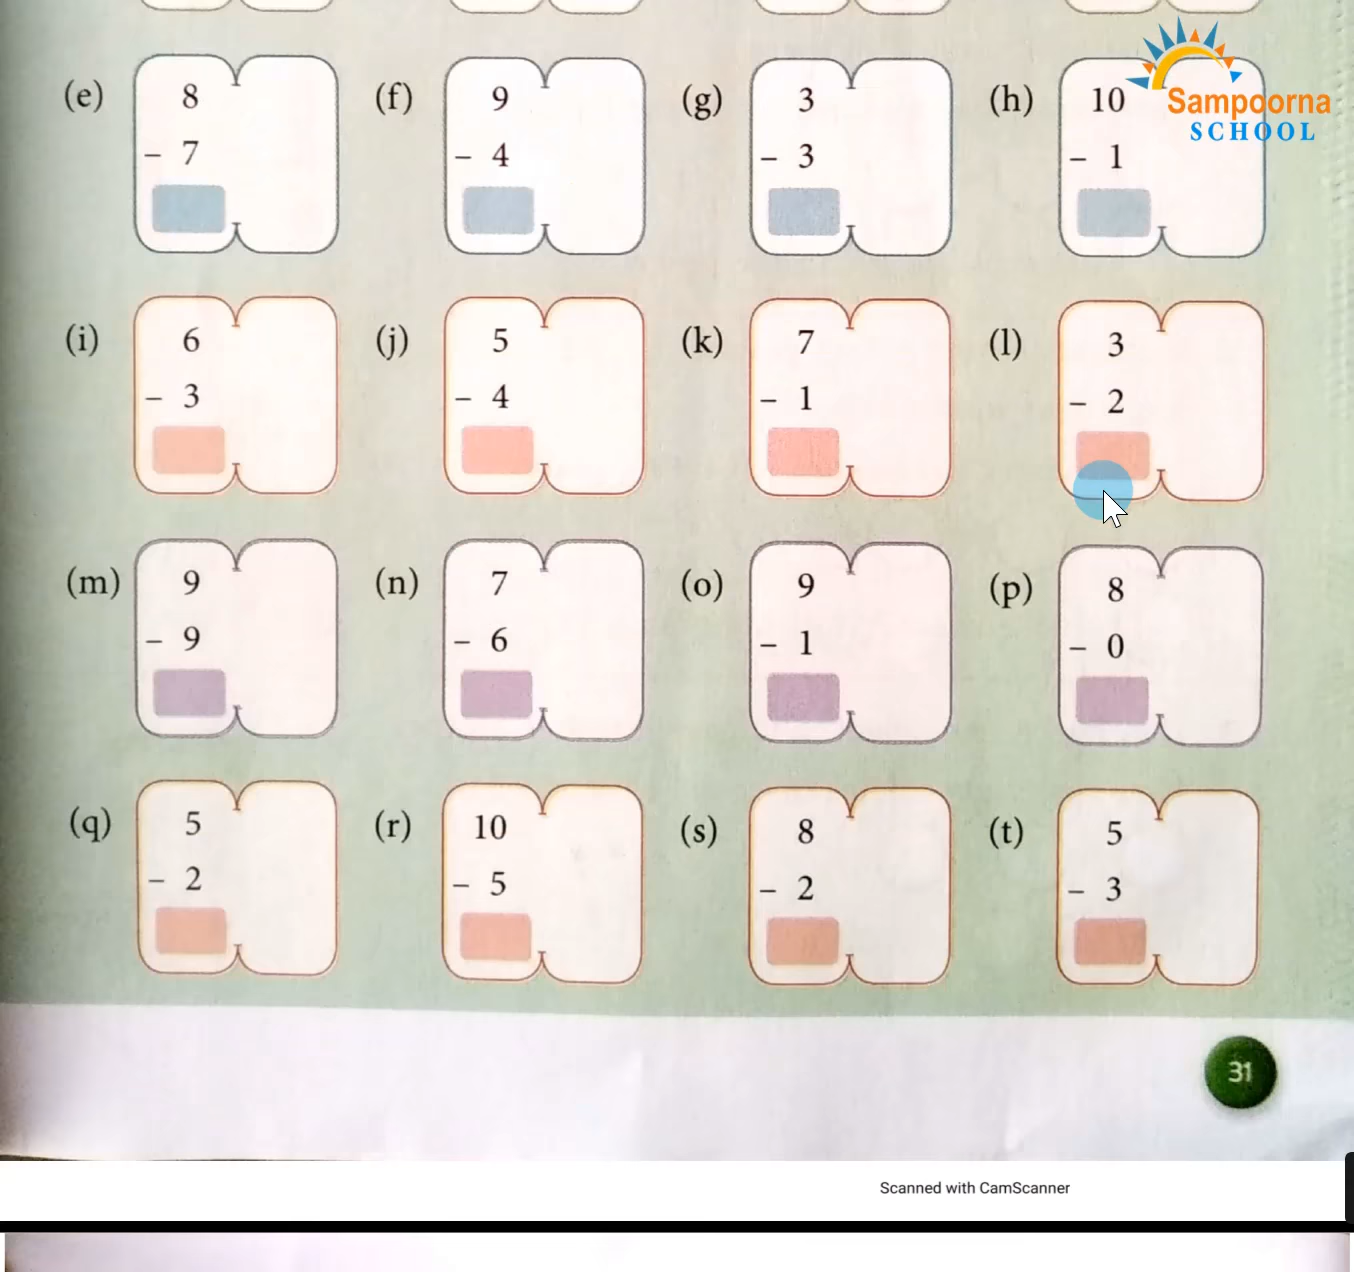 Sampoorna
SCHOOL
(e) 8 (f) 9 (g) 3 (h) 10
– 7 – 4 – 3 – 1
(i) 6 (j) 5 (k) 7 (l) 3
– 3 – 4 – 1 – 2
(m) 9 (n) 7 (o) 9 (p) 8
– 9 – 6 – 1 – 0
(q) 5 (r) 10 (s) 8 (t) 5
– 2 – 5 – 2 – 3
31
Scanned with CamScanner